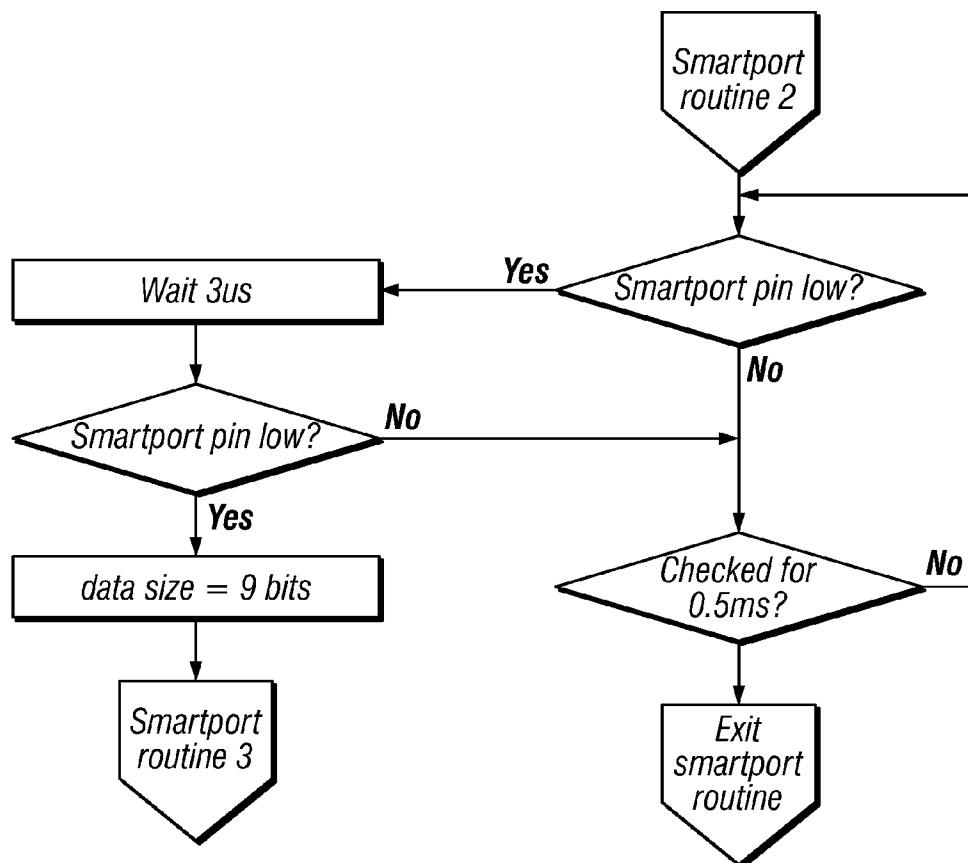 Smartport
routine 2
Smartport pin low?
Yes
No
Wait 3us
Smartport pin low?
No
Yes
data size = 9 bits
Smartport
routine 3
Checked for
0.5ms?
No
Exit
smartport
routine